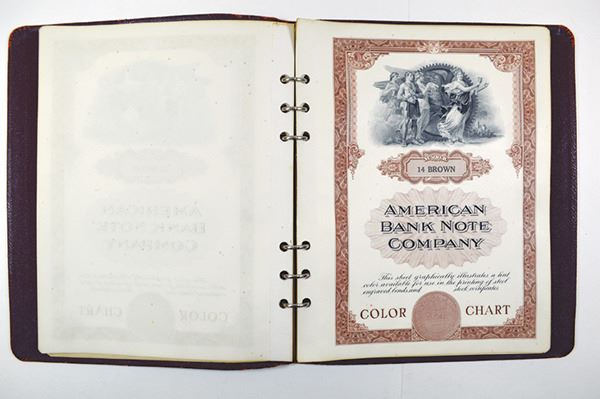 14 BROWN
AMERICAN
BANK NOTE
COMPANY
This sheet graphically illustrates a tint
color available for use in the printing of steel
engraved bonds and stock certificates
COLOR CHART